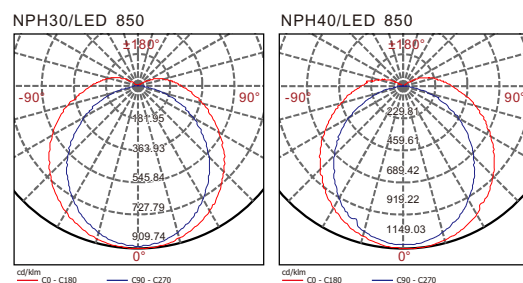 NPH30/LED 850
±180°
-90°
90°
181.95
363.93
545.84
727.79
909.74
0°
cd/klm
C0 - C180
C90 - C270
NPH40/LED 850
±180°
-90°
90°
229.81
459.61
689.42
919.22
1149.03
0°
cd/klm
C0 - C180
C90 - C270